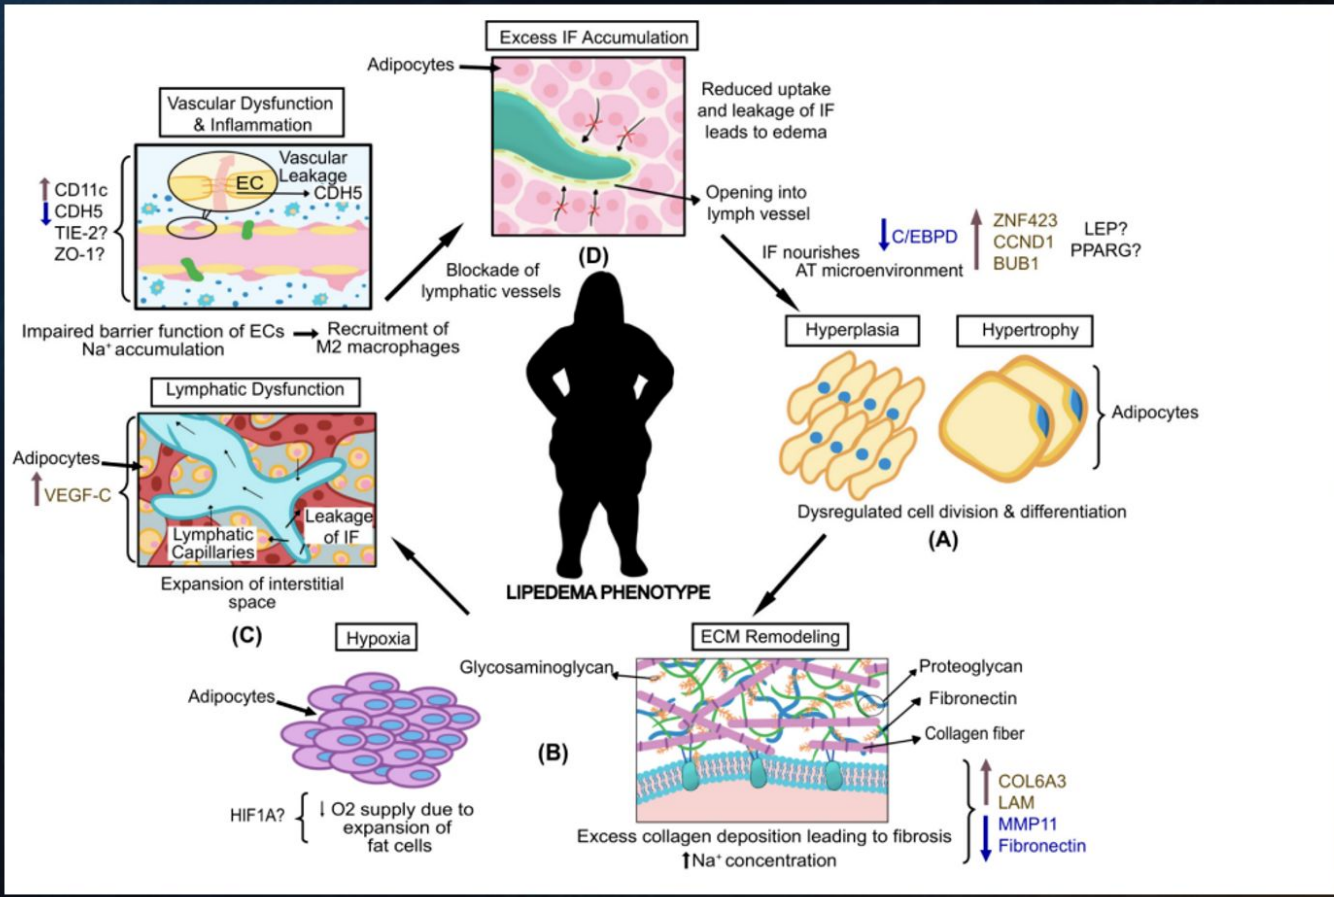 Excess IF Accumulation
Adipocytes
Reduced uptake
and leakage of IF
leads to edema
Opening into
lymph vessel
(D)
Vascular Dysfunction
& Inflammation
Vascular
Leakage
EC
CDH5
CD11c
CDH5
TIE-2?
ZO-1?
Impaired barrier function of ECs
Na⁺ accumulation
Recruitment of
M2 macrophages
Blockade of
lymphatic vessels
IF nourishes
AT microenvironment
C/EBPD
ZNF423
CCND1
BUB1
LEP?
PPARG?
Hyperplasia
Hypertrophy
Adipocytes
Dysregulated cell division & differentiation
(A)
Lymphatic Dysfunction
Adipocytes
VEGF-C
Lymphatic
Capillaries
Leakage
of IF
Expansion of interstitial
space
(C)
LIPEDEMA PHENOTYPE
Hypoxia
Adipocytes
HIF1A?
↓ O2 supply due to
expansion of
fat cells
(B)
ECM Remodeling
Glycosaminoglycan
Proteoglycan
Fibronectin
Collagen fiber
COL6A3
LAM
MMP11
Fibronectin
Excess collagen deposition leading to fibrosis
↑Na⁺ concentration